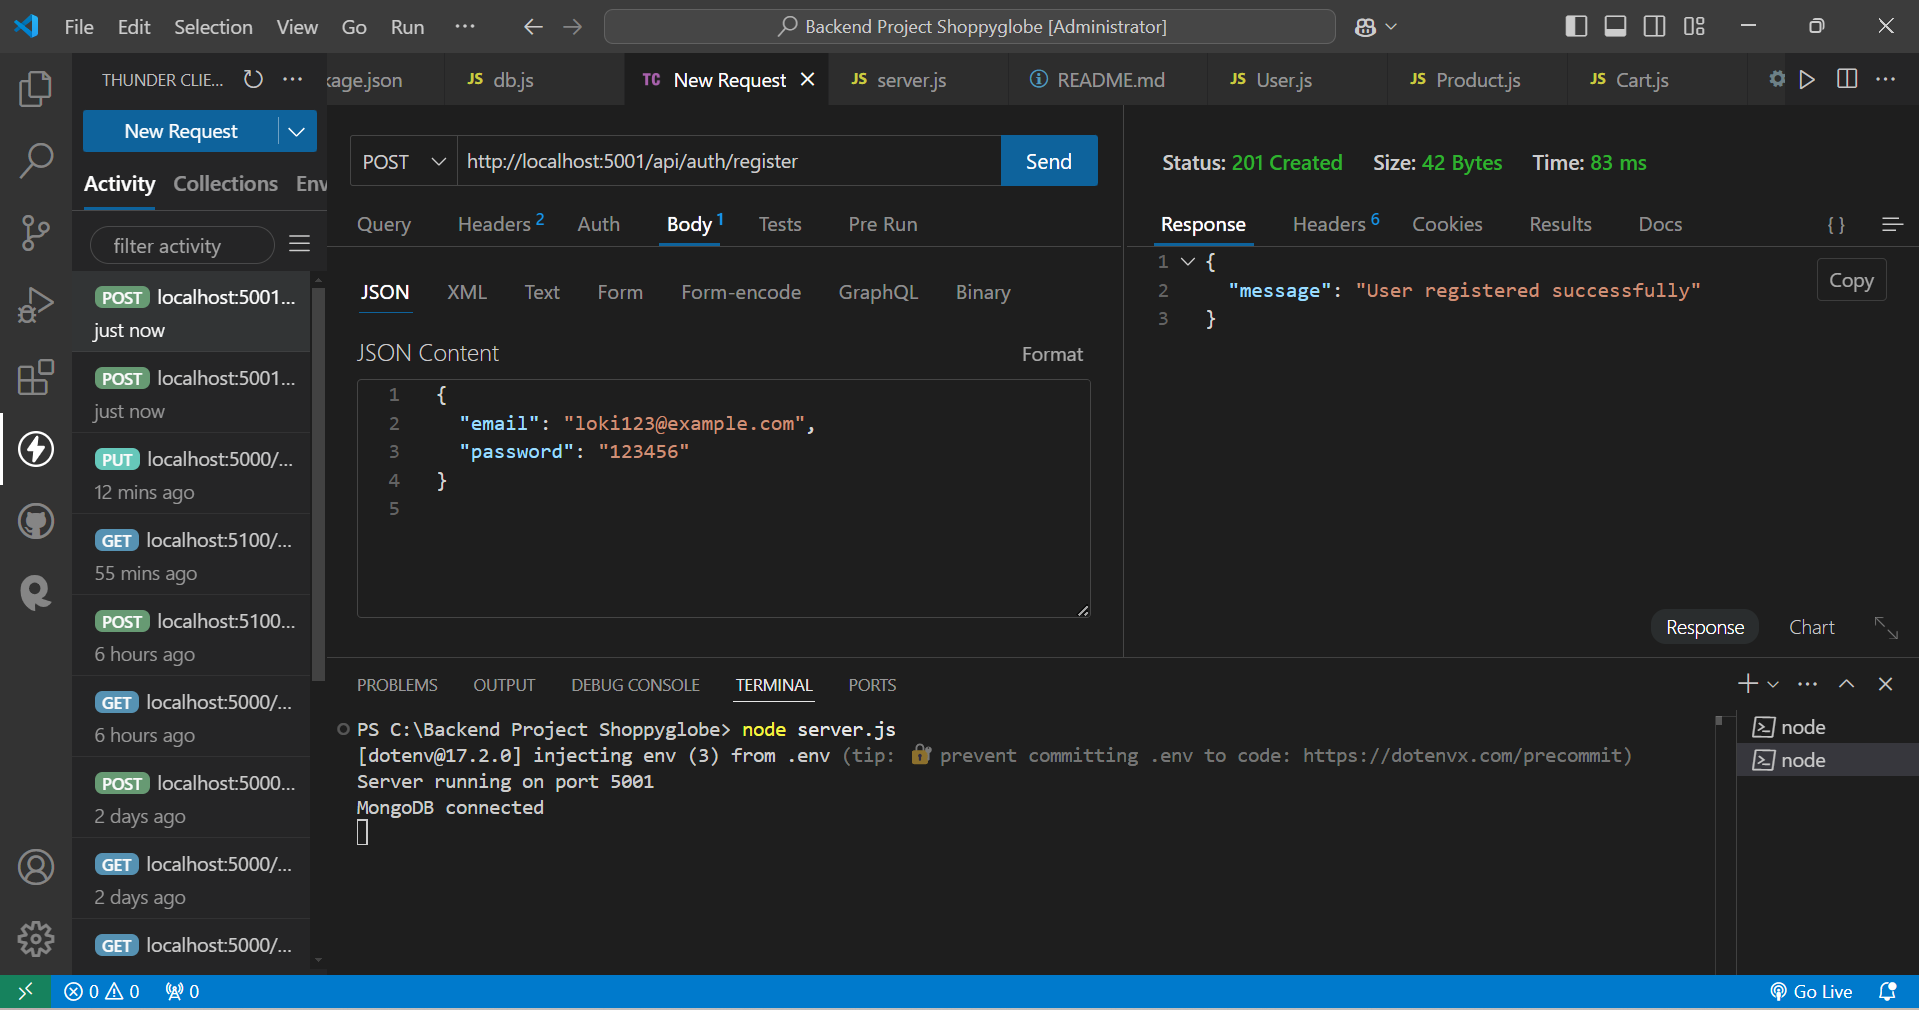 File Edit Selection View Go Run ···
Backend Project Shoppyglobe [Administrator]
THUNDER CLIE...
kage.json
JS db.js
TC New Request
JS server.js
README.md
JS User.js
JS Product.js
JS Cart.js
New Request
Activity Collections Env
filter activity
POST localhost:5001...
just now
POST localhost:5001...
just now
PUT localhost:5000/...
12 mins ago
GET localhost:5100/...
55 mins ago
POST localhost:5100...
6 hours ago
GET localhost:5000/...
6 hours ago
POST localhost:5000...
2 days ago
GET localhost:5000/...
2 days ago
GET localhost:5000/...
POST http://localhost:5001/api/auth/register Send
Query Headers 2 Auth Body 1 Tests Pre Run
JSON XML Text Form Form-encode GraphQL Binary
JSON Content Format
1 {
2 "email": "loki123@example.com",
3 "password": "123456"
4 }
5
Status: 201 Created Size: 42 Bytes Time: 83 ms
Response Headers 6 Cookies Results Docs { }
1 {
2 "message": "User registered successfully"
3 }
Copy
Response Chart
PROBLEMS OUTPUT DEBUG CONSOLE TERMINAL PORTS
PS C:\Backend Project Shoppyglobe> node server.js
[dotenv@17.2.0] injecting env (3) from .env (tip: 🔐 prevent committing .env to code: https://dotenvx.com/precommit)
Server running on port 5001
MongoDB connected
node
node
0 0 0
Go Live